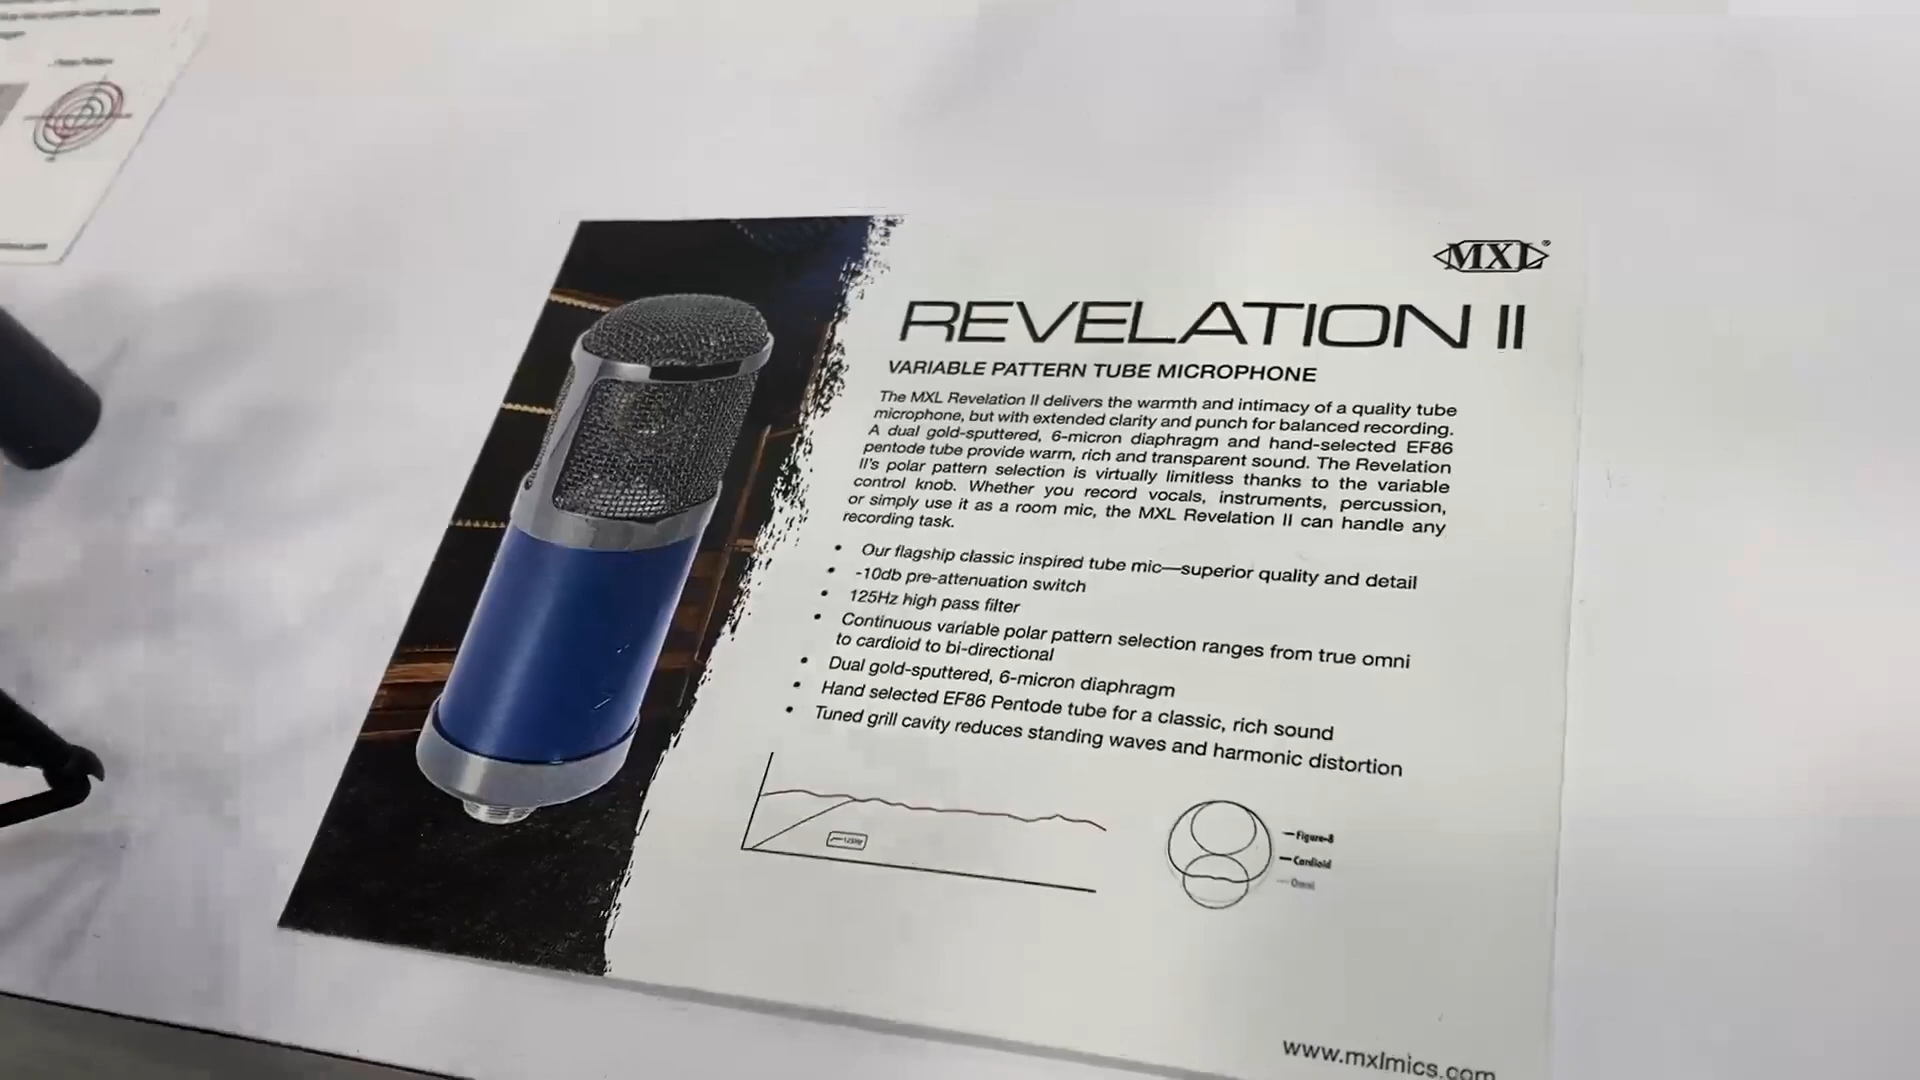 MXL®
REVELATION II
VARIABLE PATTERN TUBE MICROPHONE
The MXL Revelation II delivers the warmth and intimacy of a quality tube
microphone, but with extended clarity and punch for balanced recording.
A dual gold-sputtered, 6-micron diaphragm and hand-selected EF86
pentode tube provide warm, rich and transparent sound. The Revelation
II's polar pattern selection is virtually limitless thanks to the variable
control knob. Whether you record vocals, instruments, percussion,
or simply use it as a room mic, the MXL Revelation II can handle any
recording task.
• Our flagship classic inspired tube mic—superior quality and detail
• -10db pre-attenuation switch
• 125Hz high pass filter
• Continuous variable polar pattern selection ranges from true omni
to cardioid to bi-directional
• Dual gold-sputtered, 6-micron diaphragm
• Hand selected EF86 Pentode tube for a classic, rich sound
• Tuned grill cavity reduces standing waves and harmonic distortion
125Hz
Figure-8
Cardioid
Omni
www.mxlmics.com